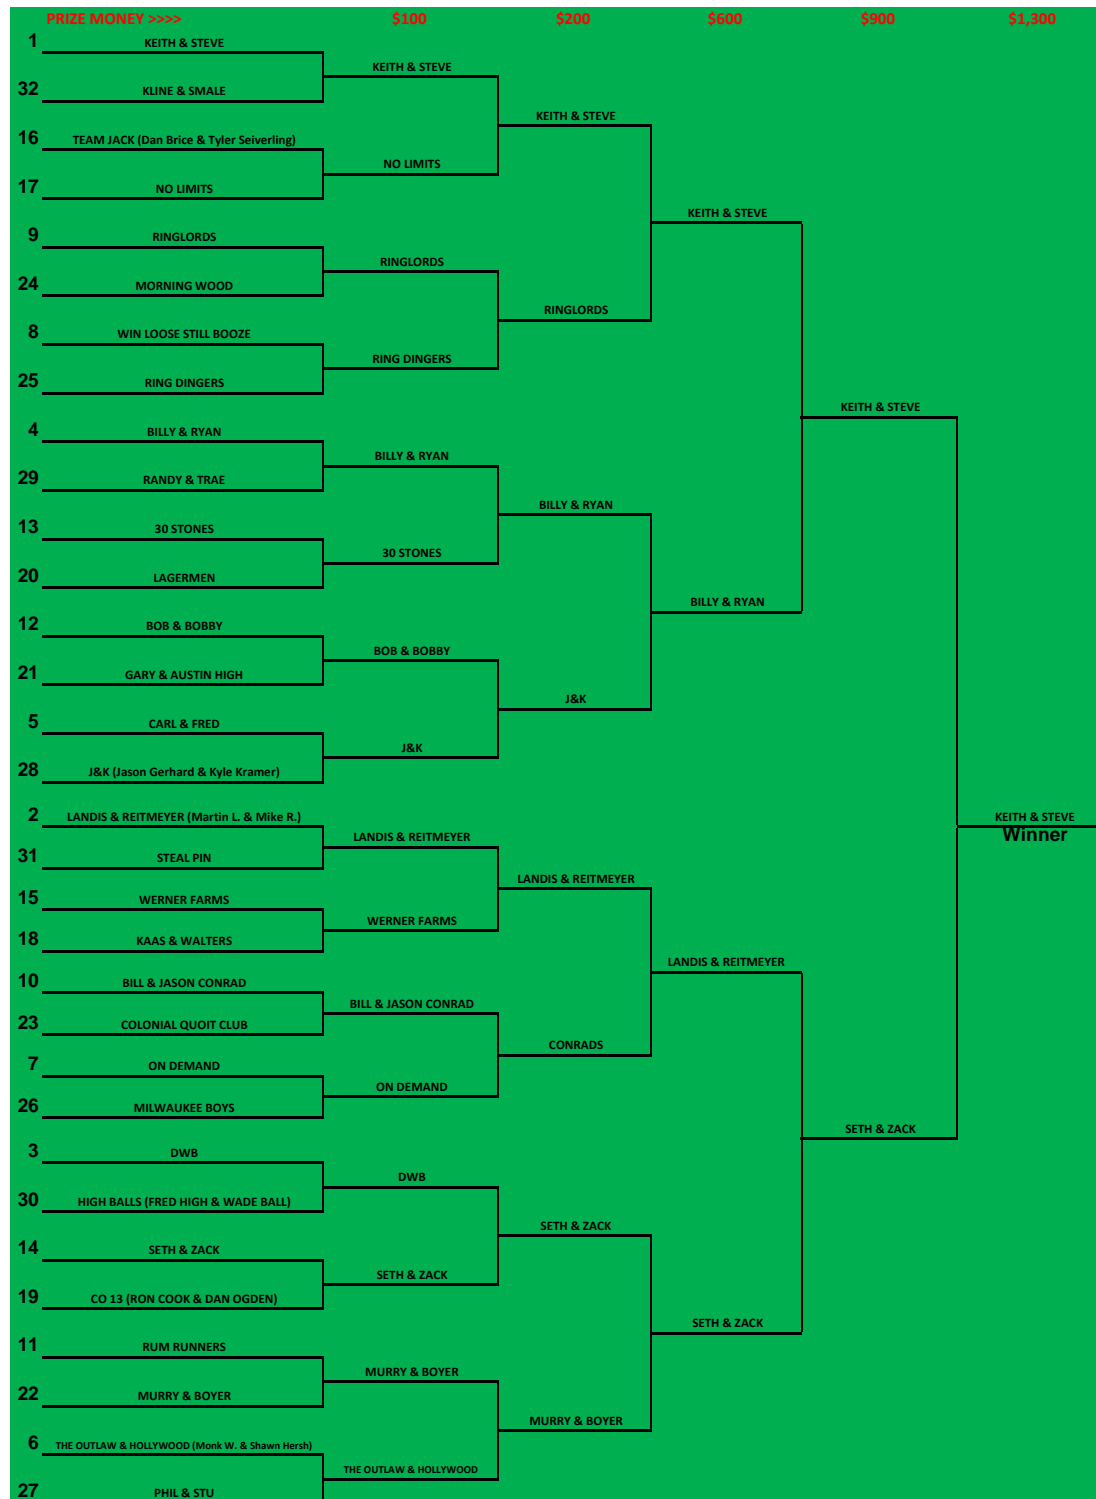 PRIZE MONEY >>>> $100 $200 $600 $900 $1,300
1 KEITH & STEVE
KEITH & STEVE
32 KLINE & SMALE
KEITH & STEVE
16 TEAM JACK (Dan Brice & Tyler Seiverling)
NO LIMITS
17 NO LIMITS
KEITH & STEVE
9 RINGLORDS
RINGLORDS
24 MORNING WOOD
RINGLORDS
8 WIN LOOSE STILL BOOZE
RING DINGERS
25 RING DINGERS
KEITH & STEVE
4 BILLY & RYAN
BILLY & RYAN
29 RANDY & TRAE
BILLY & RYAN
13 30 STONES
30 STONES
20 LAGERMEN
BILLY & RYAN
12 BOB & BOBBY
BOB & BOBBY
21 GARY & AUSTIN HIGH
J&K
5 CARL & FRED
J&K
28 J&K (Jason Gerhard & Kyle Kramer)
2 LANDIS & REITMEYER (Martin L. & Mike R.) KEITH & STEVE
Winner
LANDIS & REITMEYER
31 STEAL PIN
LANDIS & REITMEYER
15 WERNER FARMS
WERNER FARMS
18 KAAS & WALTERS
LANDIS & REITMEYER
10 BILL & JASON CONRAD
BILL & JASON CONRAD
23 COLONIAL QUOIT CLUB
CONRADS
7 ON DEMAND
ON DEMAND
26 MILWAUKEE BOYS
SETH & ZACK
3 DWB
DWB
30 HIGH BALLS (FRED HIGH & WADE BALL)
SETH & ZACK
14 SETH & ZACK
SETH & ZACK
19 CO 13 (RON COOK & DAN OGDEN)
SETH & ZACK
11 RUM RUNNERS
MURRY & BOYER
22 MURRY & BOYER
MURRY & BOYER
6 THE OUTLAW & HOLLYWOOD (Monk W. & Shawn Hersh)
THE OUTLAW & HOLLYWOOD
27 PHIL & STU